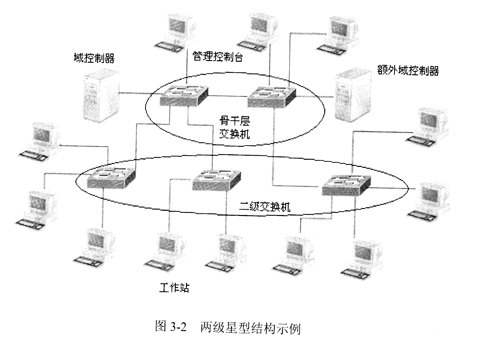 管理控制台
域控制器
额外域控制器
骨干层
交换机
二级交换机
工作站
图 3-2 两级星型结构示例